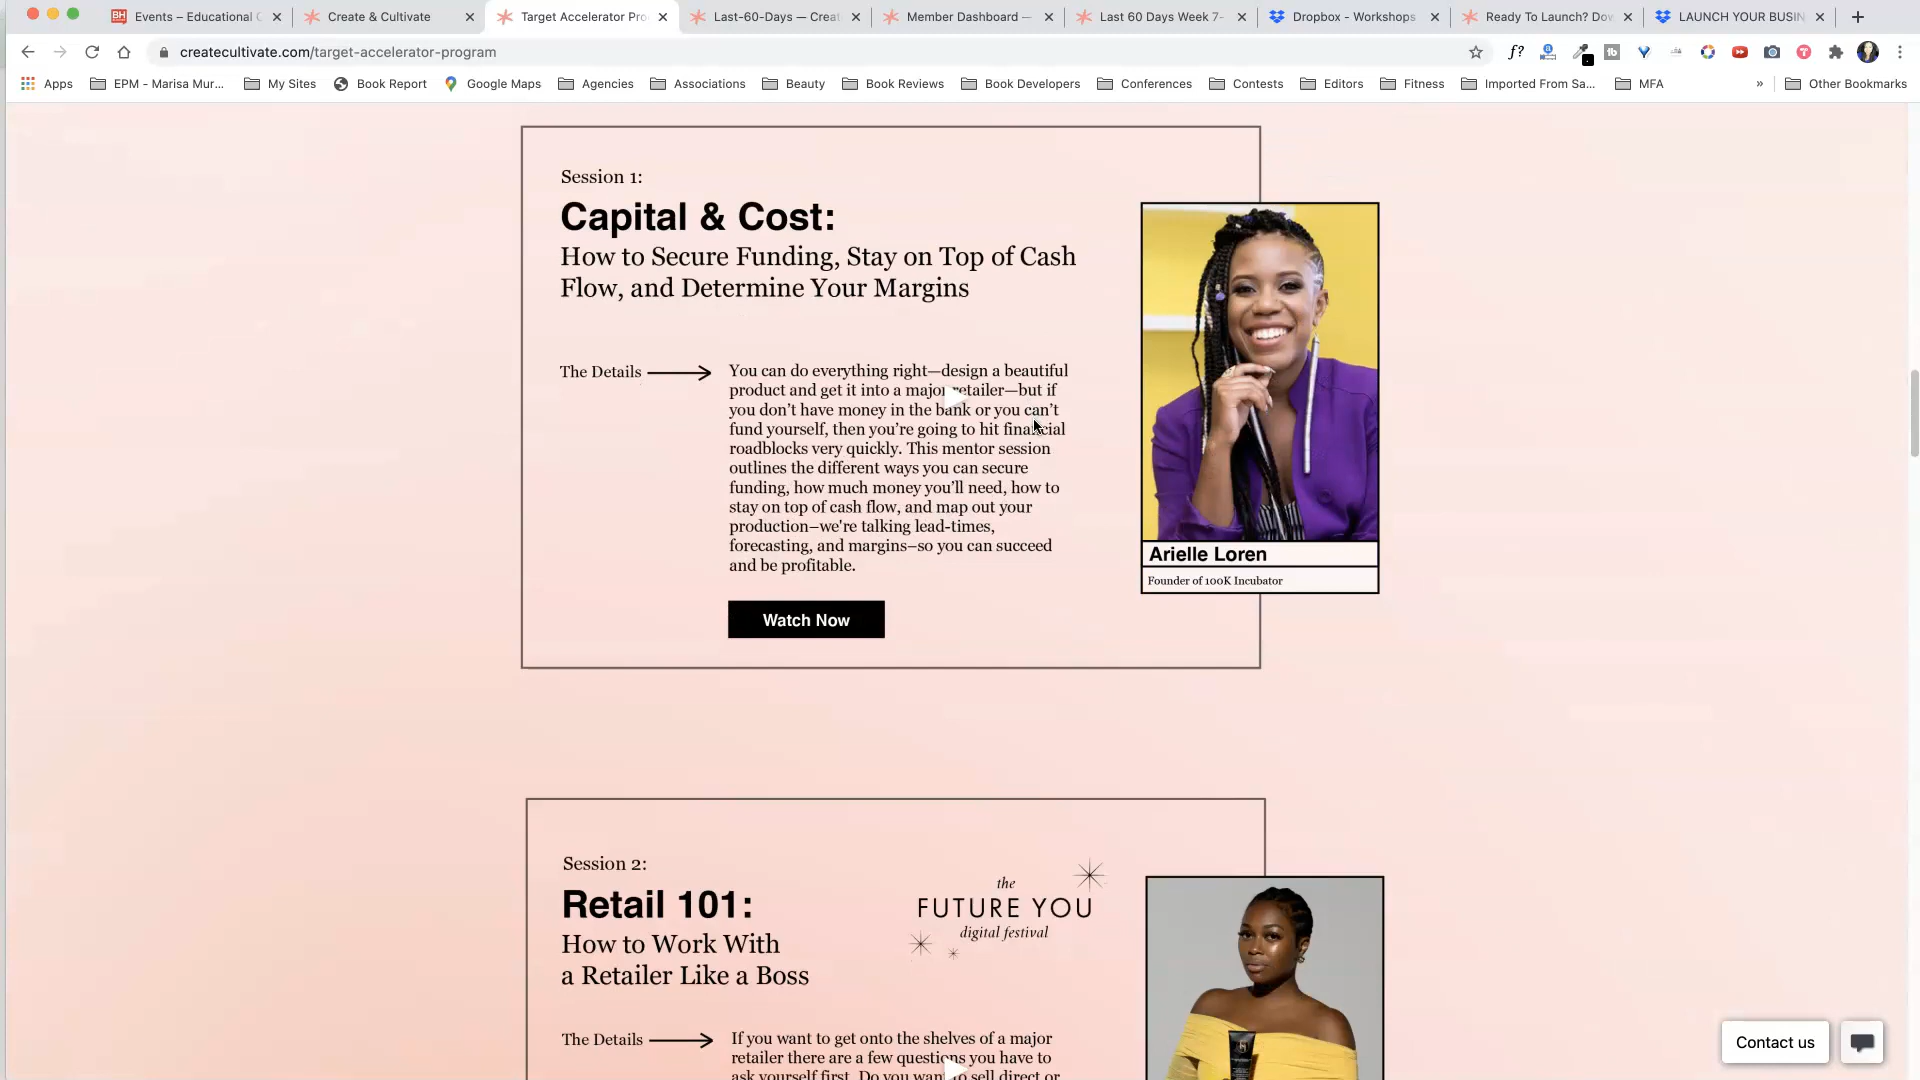 Events – Educational
Create & Cultivate
Target Accelerator Pro
Last-60-Days — Creat
Member Dashboard —
Last 60 Days Week 7-
Dropbox - Workshops
Ready To Launch? Dow
LAUNCH YOUR BUSIN
createcultivate.com/target-accelerator-program
Apps
EPM - Marisa Mur...
My Sites
Book Report
Google Maps
Agencies
Associations
Beauty
Book Reviews
Book Developers
Conferences
Contests
Editors
Fitness
Imported From Sa...
MFA
»
Other Bookmarks
Session 1:
Capital & Cost:
How to Secure Funding, Stay on Top of Cash
Flow, and Determine Your Margins
The Details
You can do everything right—design a beautiful
product and get it into a major retailer—but if
you don’t have money in the bank or you can’t
fund yourself, then you’re going to hit financial
roadblocks very quickly. This mentor session
outlines the different ways you can secure
funding, how much money you’ll need, how to
stay on top of cash flow, and map out your
production–we're talking lead-times,
forecasting, and margins–so you can succeed
and be profitable.
Watch Now
Arielle Loren
Founder of 100K Incubator
Session 2:
Retail 101:
How to Work With
a Retailer Like a Boss
the
FUTURE YOU
digital festival
The Details
If you want to get onto the shelves of a major
retailer there are a few questions you have to
ask yourself first. Do you want to sell direct or
Contact us